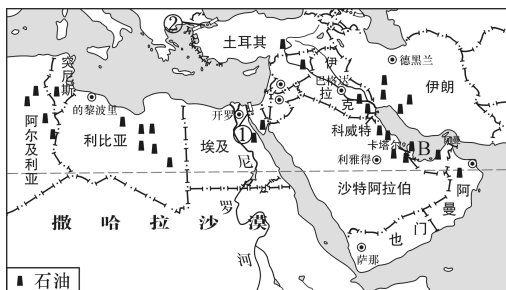 ②
土耳其
突尼斯
德黑兰
伊拉克
巴格达
伊朗
的黎波里
开罗
①
科威特
卡塔尔
B
阿尔及利亚
利比亚
埃及
利雅得
尼罗河
沙特阿拉伯
阿曼
撒哈拉沙漠
也门
萨那
石油